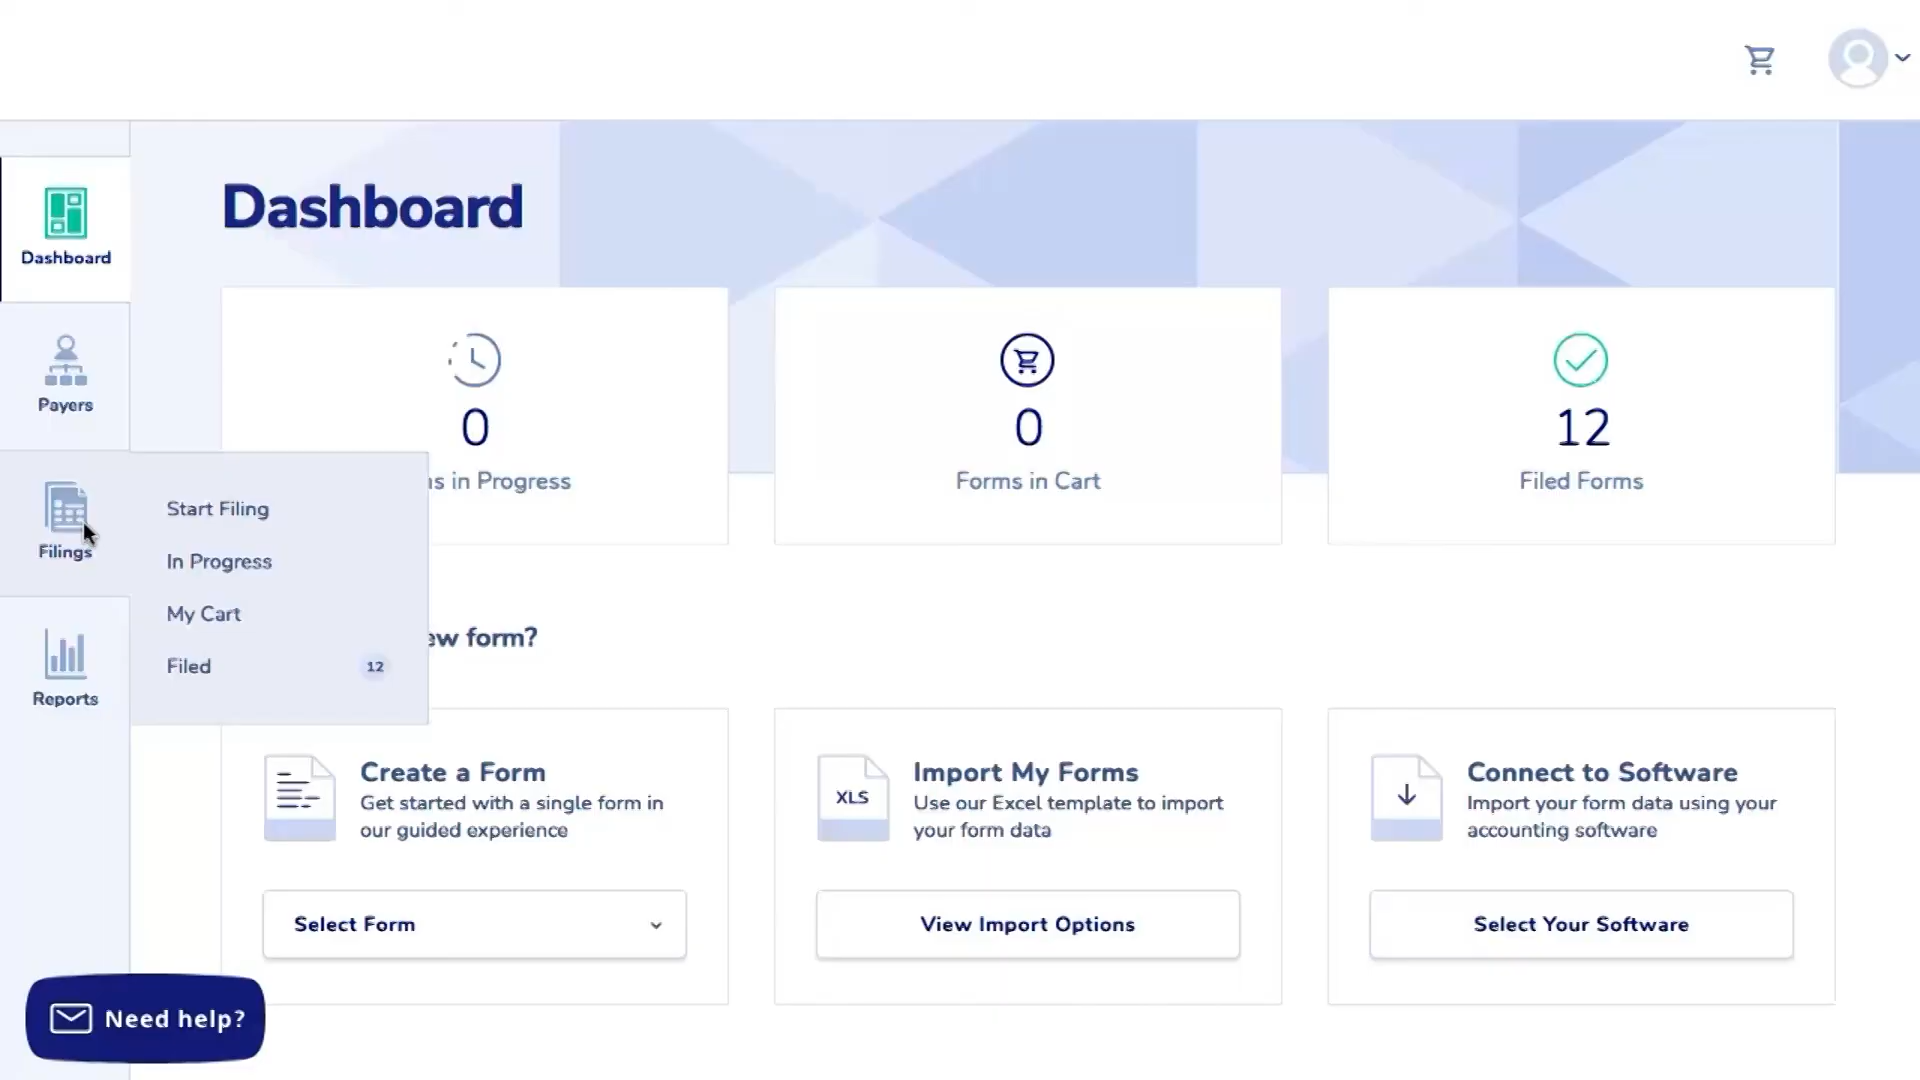 Dashboard
Dashboard
Payers
Filings
Reports
Start Filing
In Progress
My Cart
Filed 12
0
s in Progress
0
Forms in Cart
12
Filed Forms
ew form?
Create a Form
Get started with a single form in
our guided experience
Select Form
XLS
Import My Forms
Use our Excel template to import
your form data
View Import Options
Connect to Software
Import your form data using your
accounting software
Select Your Software
Need help?